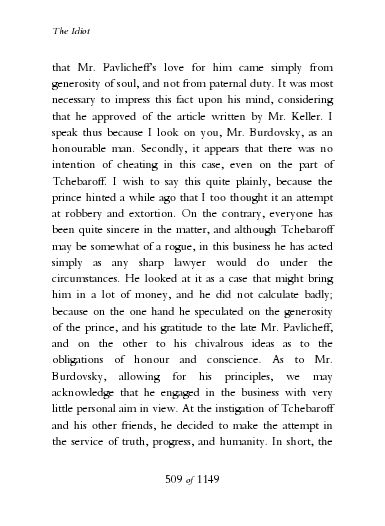 The Idiot
that Mr. Pavlicheff's love for him came simply from
generosity of soul, and not from paternal duty. It was most
necessary to impress this fact upon his mind, considering
that he approved of the article written by Mr. Keller. I
speak thus because I look on you, Mr. Burdovsky, as an
honourable man. Secondly, it appears that there was no
intention of cheating in this case, even on the part of
Tchebaroff. I wish to say this quite plainly, because the
prince hinted a while ago that I too thought it an attempt
at robbery and extortion. On the contrary, everyone has
been quite sincere in the matter, and although Tchebaroff
may be somewhat of a rogue, in this business he has acted
simply as any sharp lawyer would do under the
circumstances. He looked at it as a case that might bring
him in a lot of money, and he did not calculate badly;
because on the one hand he speculated on the generosity
of the prince, and his gratitude to the late Mr. Pavlicheff,
and on the other to his chivalrous ideas as to the
obligations of honour and conscience. As to Mr.
Burdovsky, allowing for his principles, we may
acknowledge that he engaged in the business with very
little personal aim in view. At the instigation of Tchebaroff
and his other friends, he decided to make the attempt in
the service of truth, progress, and humanity. In short, the
509 of 1149